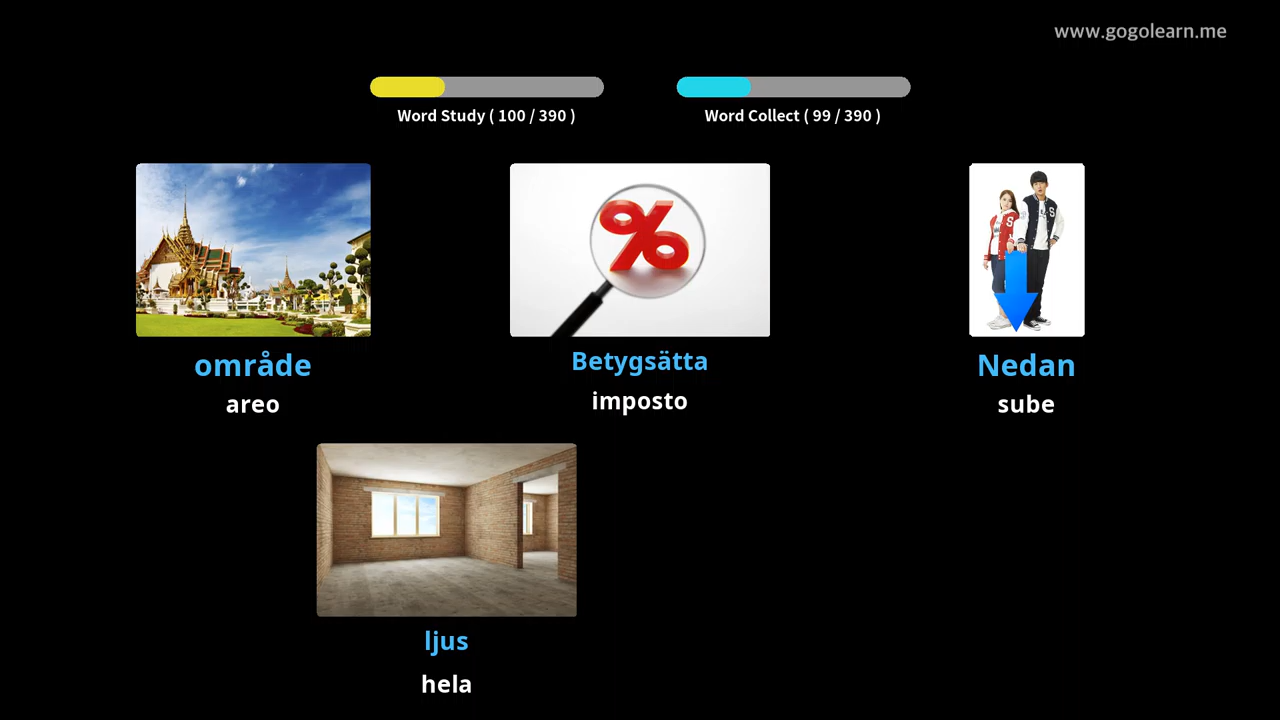 www.gogolearn.me
Word Study ( 100 / 390 )
Word Collect ( 99 / 390 )
område
areo
Betygsätta
imposto
Nedan
sube
ljus
hela